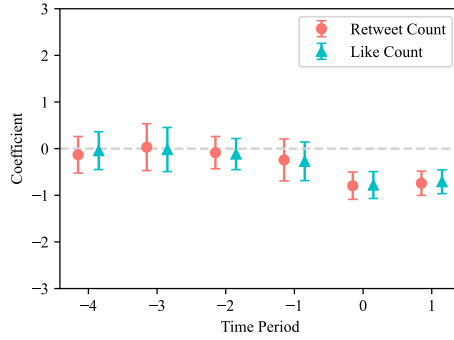 3
2
1
0
−1
−2
−3
Coefficient
Retweet Count
Like Count
−4 −3 −2 −1 0 1
Time Period